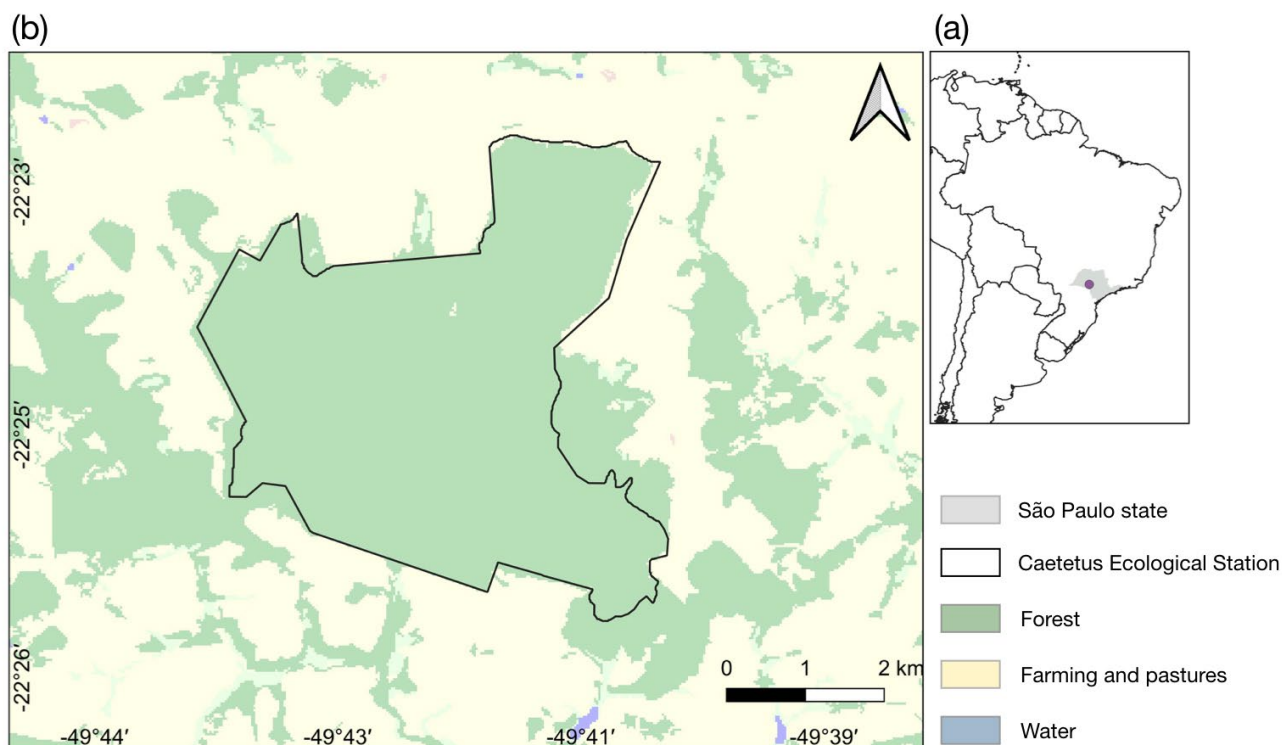 (b)
(a)
-22°23′
-22°25′
-22°26′
0 1 2 km
-49°44′ -49°43′ -49°41′ -49°39′
São Paulo state
Caetetus Ecological Station
Forest
Farming and pastures
Water